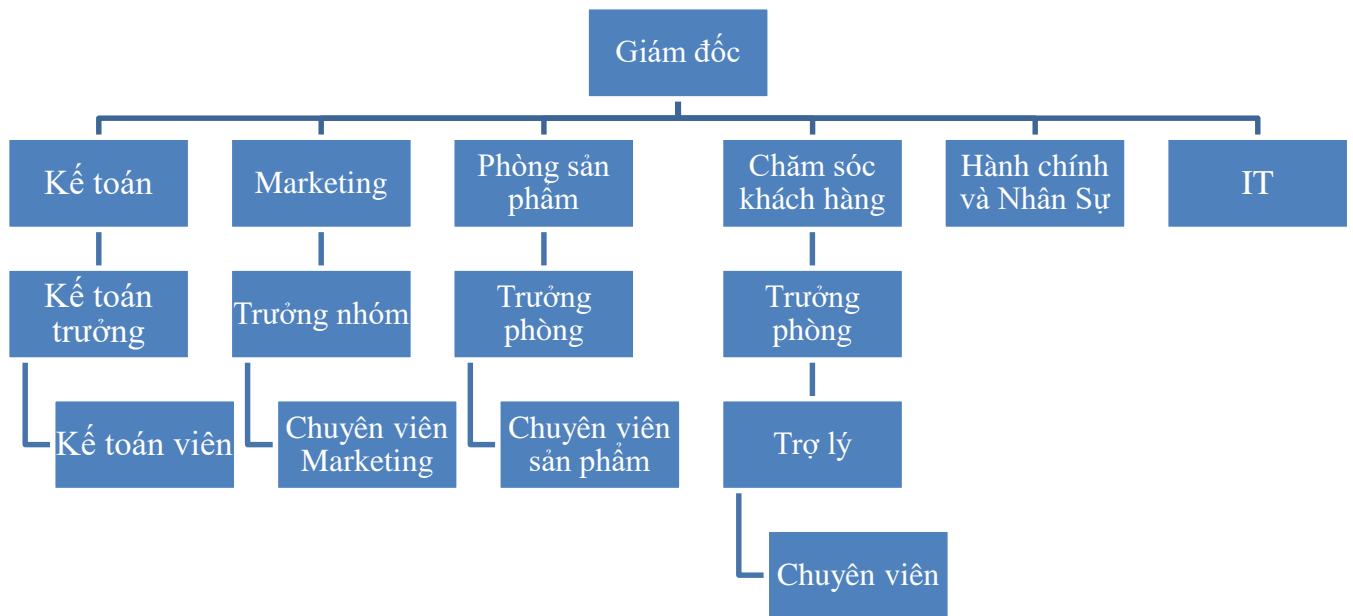 Giám đốc
Kế toán
Marketing
Phòng sản
phẩm
Chăm sóc
khách hàng
Hành chính
và Nhân Sự
IT
Kế toán
trưởng
Trưởng nhóm
Trưởng
phòng
Trưởng
phòng
Kế toán viên
Chuyên viên
Marketing
Chuyên viên
sản phẩm
Trợ lý
Chuyên viên